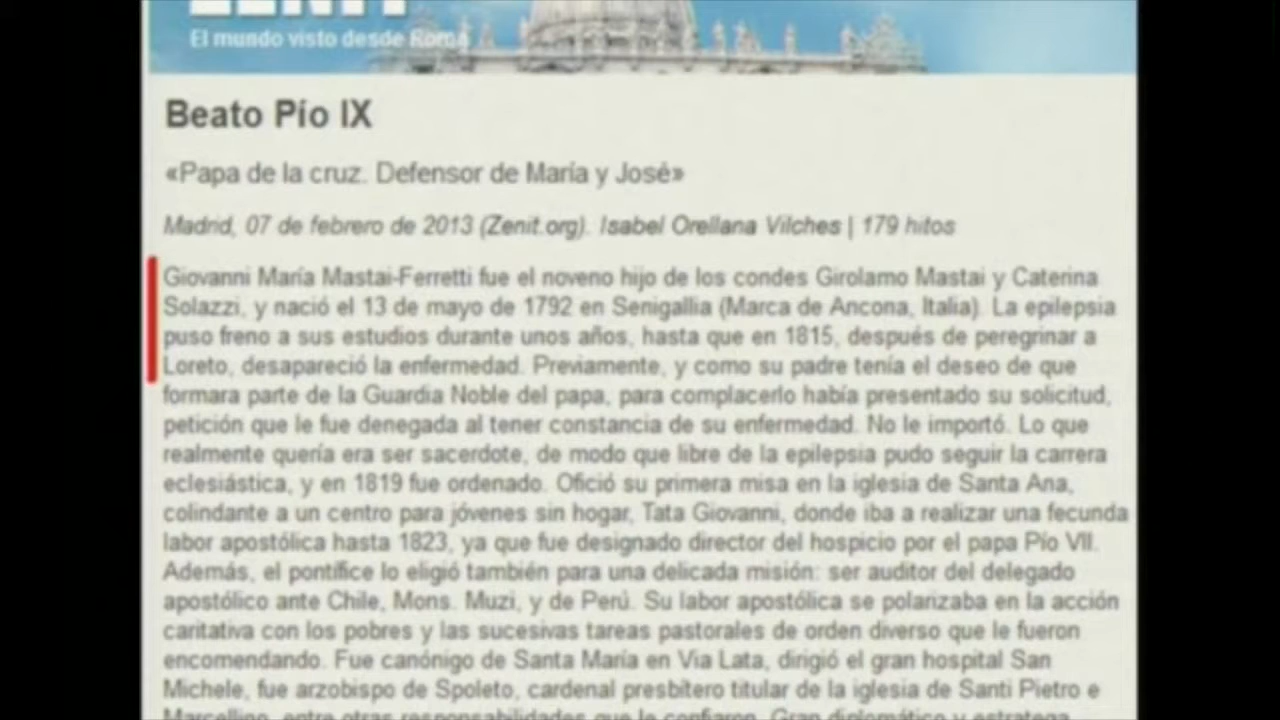 ZENIT
El mundo visto desde Roma
Beato Pío IX
«Papa de la cruz. Defensor de María y José»
Madrid, 07 de febrero de 2013 (Zenit.org). Isabel Orellana Vilches | 179 hitos
Giovanni María Mastai-Ferretti fue el noveno hijo de los condes Girolamo Mastai y Caterina
Solazzi, y nació el 13 de mayo de 1792 en Senigallia (Marca de Ancona, Italia). La epilepsia
puso freno a sus estudios durante unos años, hasta que en 1815, después de peregrinar a
Loreto, desapareció la enfermedad. Previamente, y como su padre tenía el deseo de que
formara parte de la Guardia Noble del papa, para complacerlo había presentado su solicitud,
petición que le fue denegada al tener constancia de su enfermedad. No le importó. Lo que
realmente quería era ser sacerdote, de modo que libre de la epilepsia pudo seguir la carrera
eclesiástica, y en 1819 fue ordenado. Ofició su primera misa en la iglesia de Santa Ana,
colindante a un centro para jóvenes sin hogar, Tata Giovanni, donde iba a realizar una fecunda
labor apostólica hasta 1823, ya que fue designado director del hospicio por el papa Pío VII.
Además, el pontífice lo eligió también para una delicada misión: ser auditor del delegado
apostólico ante Chile, Mons. Muzi, y de Perú. Su labor apostólica se polarizaba en la acción
caritativa con los pobres y las sucesivas tareas pastorales de orden diverso que le fueron
encomendando. Fue canónigo de Santa María en Via Lata, dirigió el gran hospital San
Michele, fue arzobispo de Spoleto, cardenal presbítero titular de la iglesia de Santi Pietro e
Marcellino, entre otras responsabilidades que le confiaron. Gran diplomático y estratega,